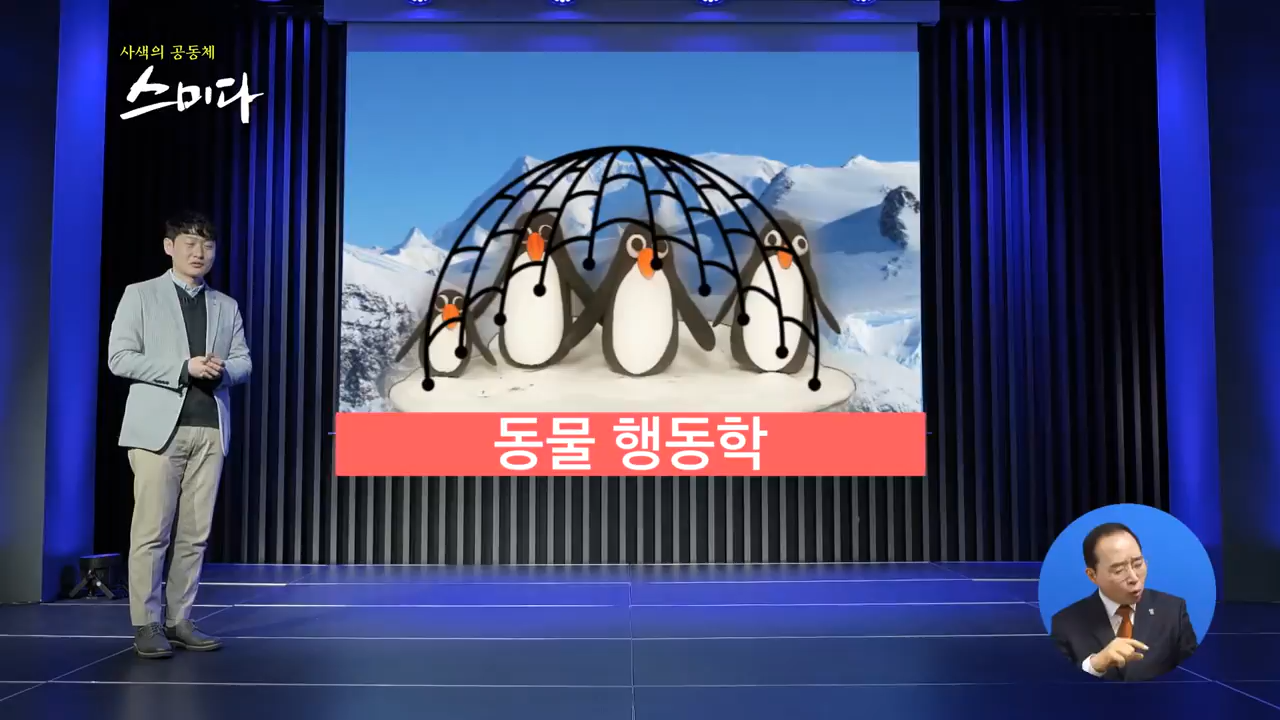 사색의 공동체
스미다
동물 행동학